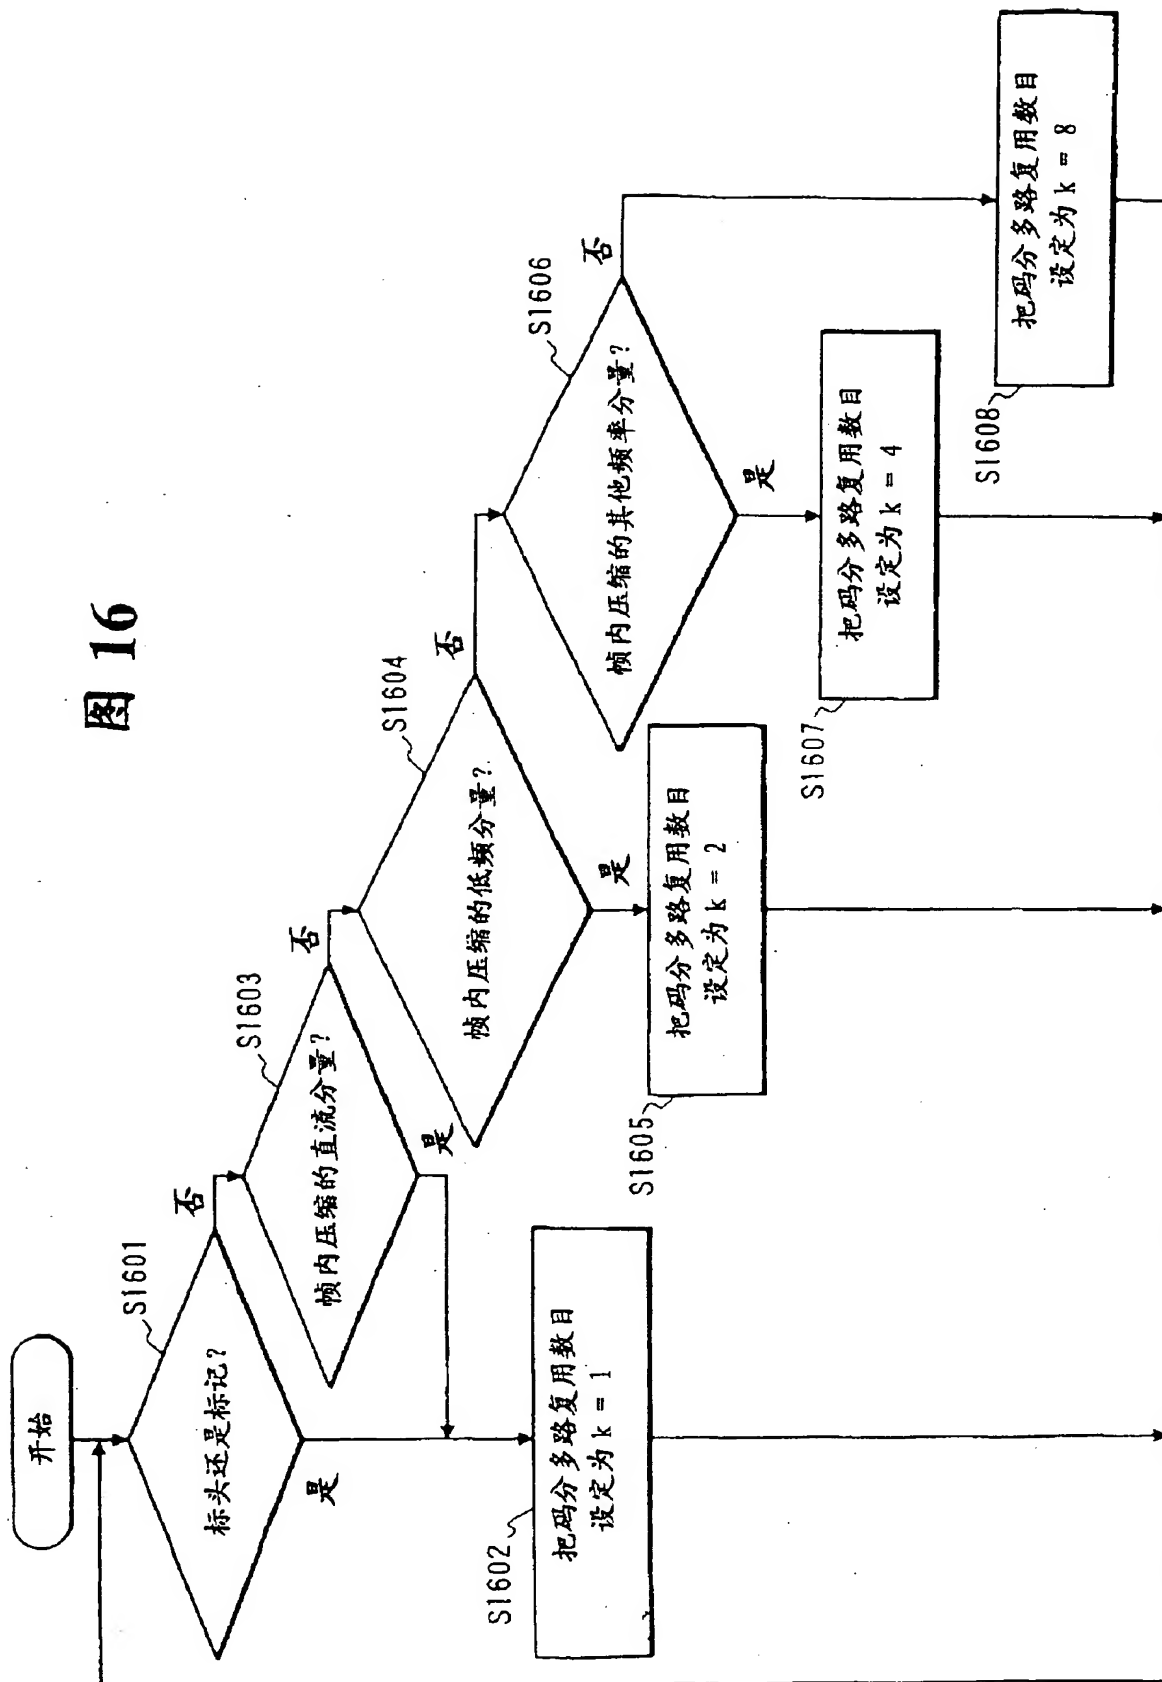 图 16
开始
标头还是标记?
S1601
否
是
帧内压缩的直流分量?
S1603
否
是
帧内压缩的低频分量?
S1604
否
是
帧内压缩的其他频率分量?
S1606
否
是
把码分多路复用数目
设定为 k = 1
S1602
把码分多路复用数目
设定为 k = 2
S1605
把码分多路复用数目
设定为 k = 4
S1607
把码分多路复用数目
设定为 k = 8
S1608